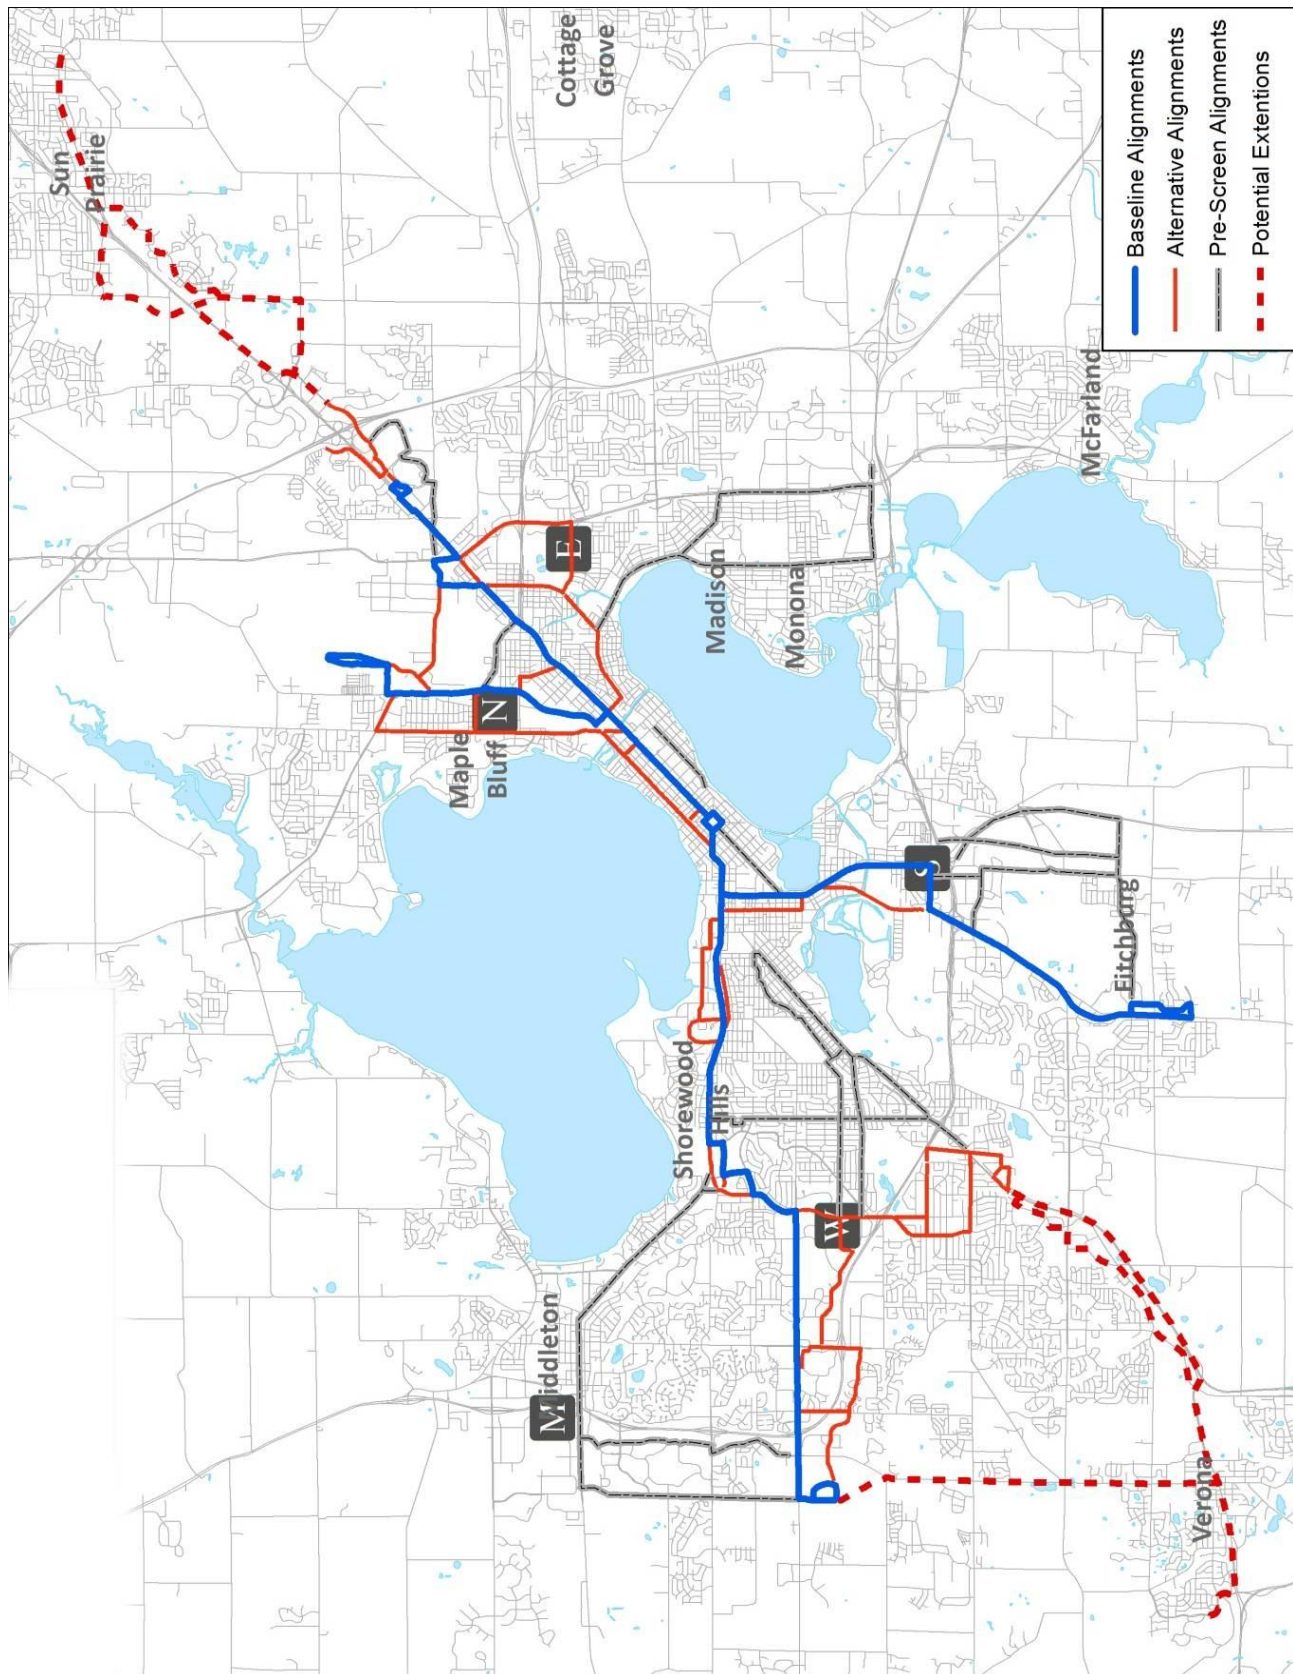 Sun
Prairie
Cottage
Grove
Maple
Bluff
N
E
Madison
Monona
McFarland
Shorewood
Hills
Middleton
M
W
S
Fitchburg
Verona
Baseline Alignments
Alternative Alignments
Pre-Screen Alignments
Potential Extentions